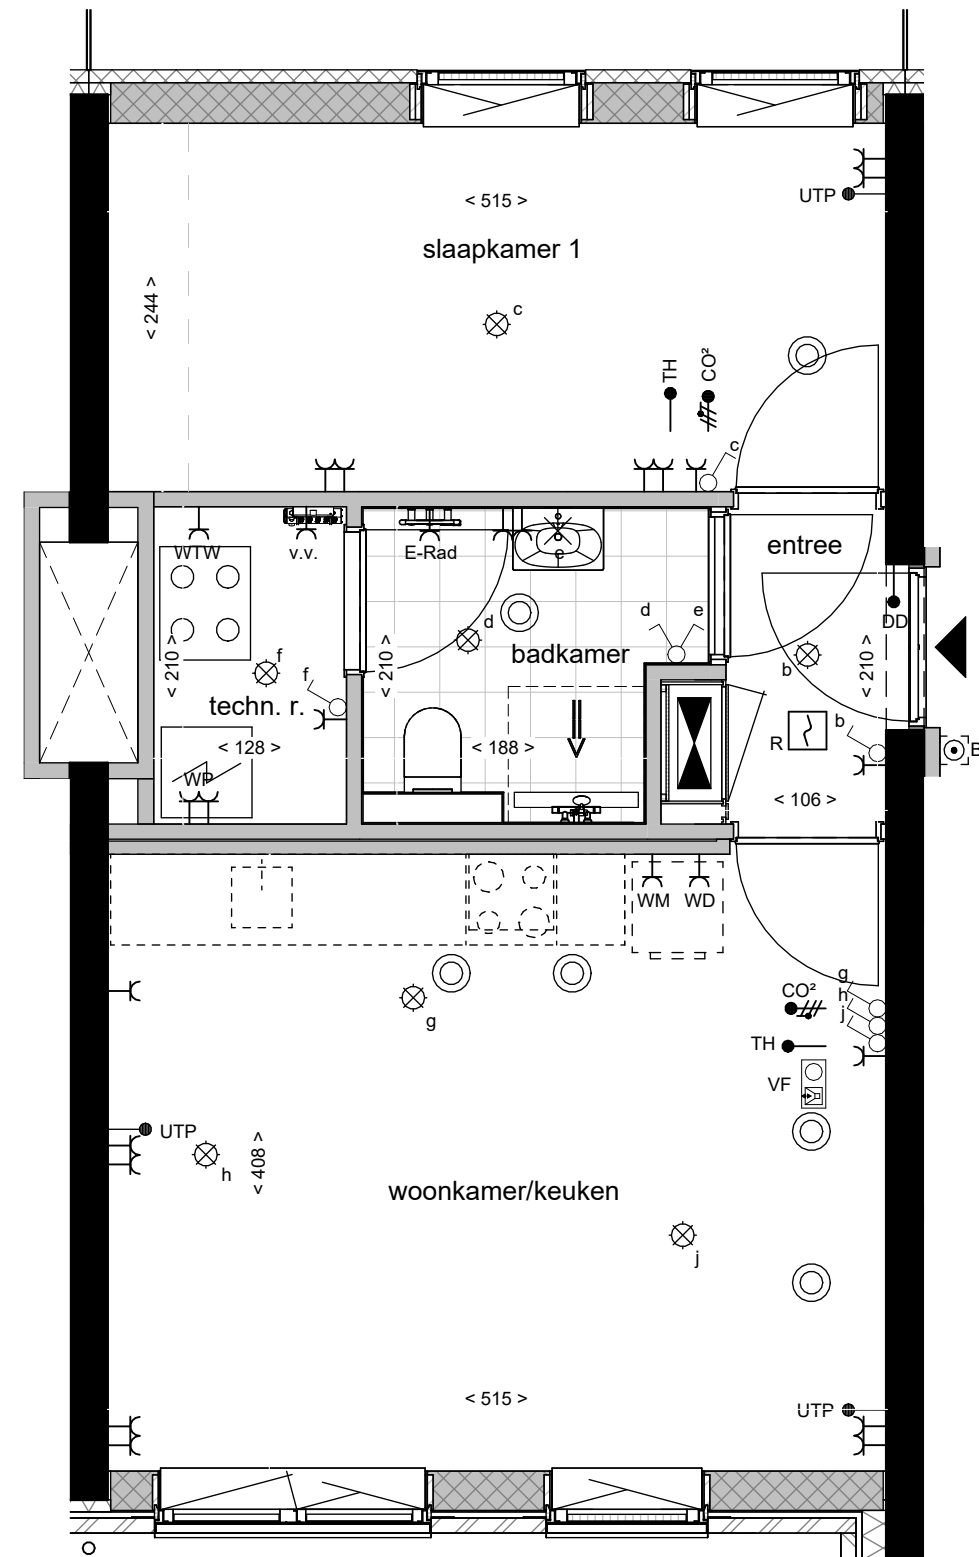 < 515 >
UTP
slaapkamer 1
< 244 >
c
TH
CO²
c
WTW
v.v.
E-Rad
entree
e
d
d
e
DD
badkamer
< 210 >
f
f
< 210 >
b
< 210 >
techn. r.
< 128 >
< 188 >
R
b
WP
< 106 >
WM
WD
g
CO²
h
j
g
TH
VF
UTP
h
< 408 >
woonkamer/keuken
j
< 515 >
UTP